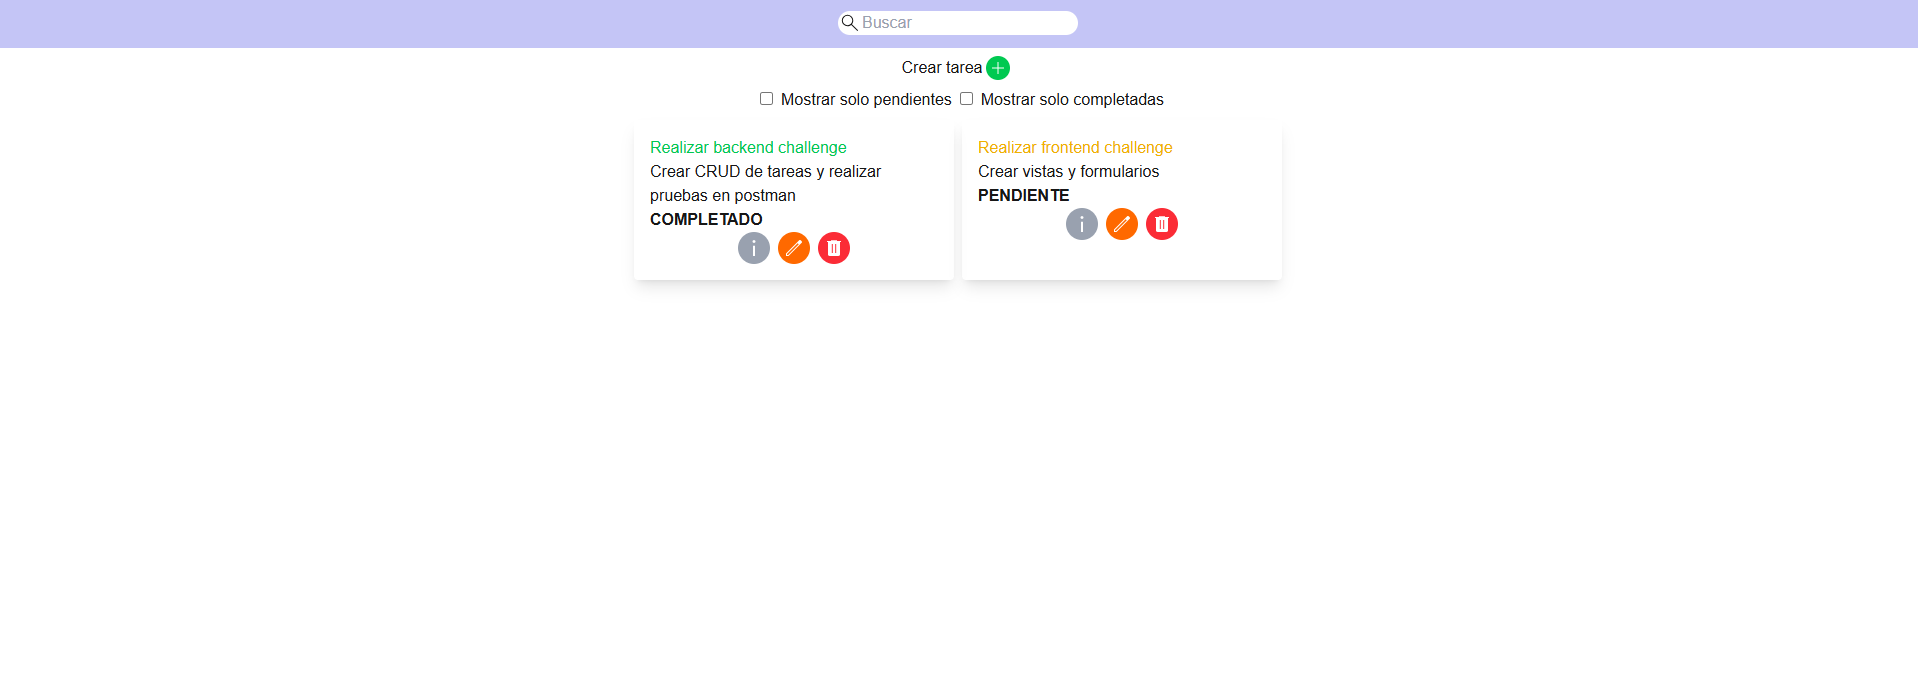 Buscar
Crear tarea
Mostrar solo pendientes Mostrar solo completadas
Realizar backend challenge
Crear CRUD de tareas y realizar
pruebas en postman
COMPLETADO
Realizar frontend challenge
Crear vistas y formularios
PENDIENTE